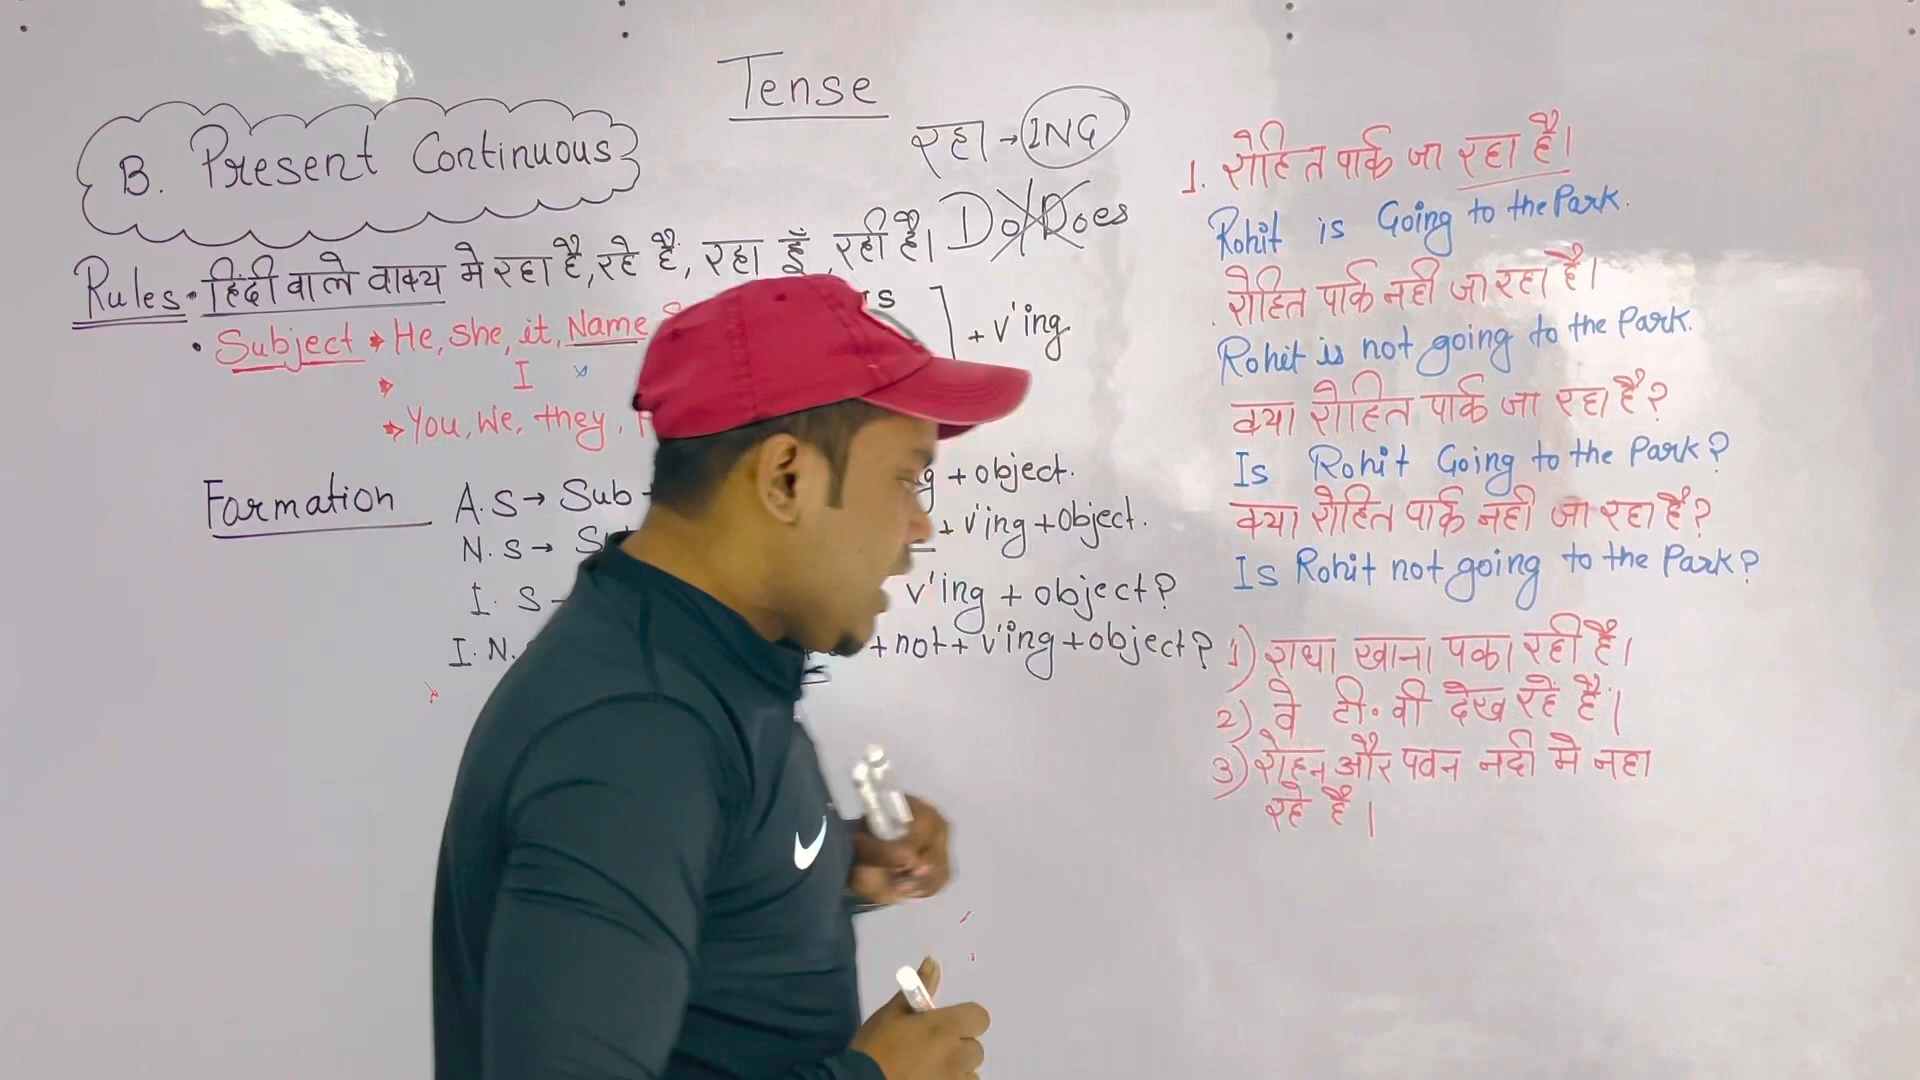 Tense
B. Present Continuous
रहा → ING
Do/Does
Rules • हिंदी वाले वाक्य मे रहा है, रहे हैं, रहा हूँ, रही है।
• Subject → He, She, it, Name
is ] + v'ing
I
→ You, We, they,
Farmation
A.S → Sub + object.
N.S → + v'ing + Object.
I. S → v'ing + object?
I.N. + not + v'ing + object?
1. रोहित पार्क जा रहा है।
Rohit is Going to the Park.
रोहित पार्क नही जा रहा है।
Rohit is not going to the Park.
क्या रोहित पार्क जा रहा है?
Is Rohit Going to the Park?
क्या रोहित पार्क नही जा रहा है?
Is Rohit not going to the Park?
1) राधा खाना पका रही है।
2) वे टी.वी देख रहें हैं।
3) रोहन और पवन नदी मे नहा
रहे हैं।